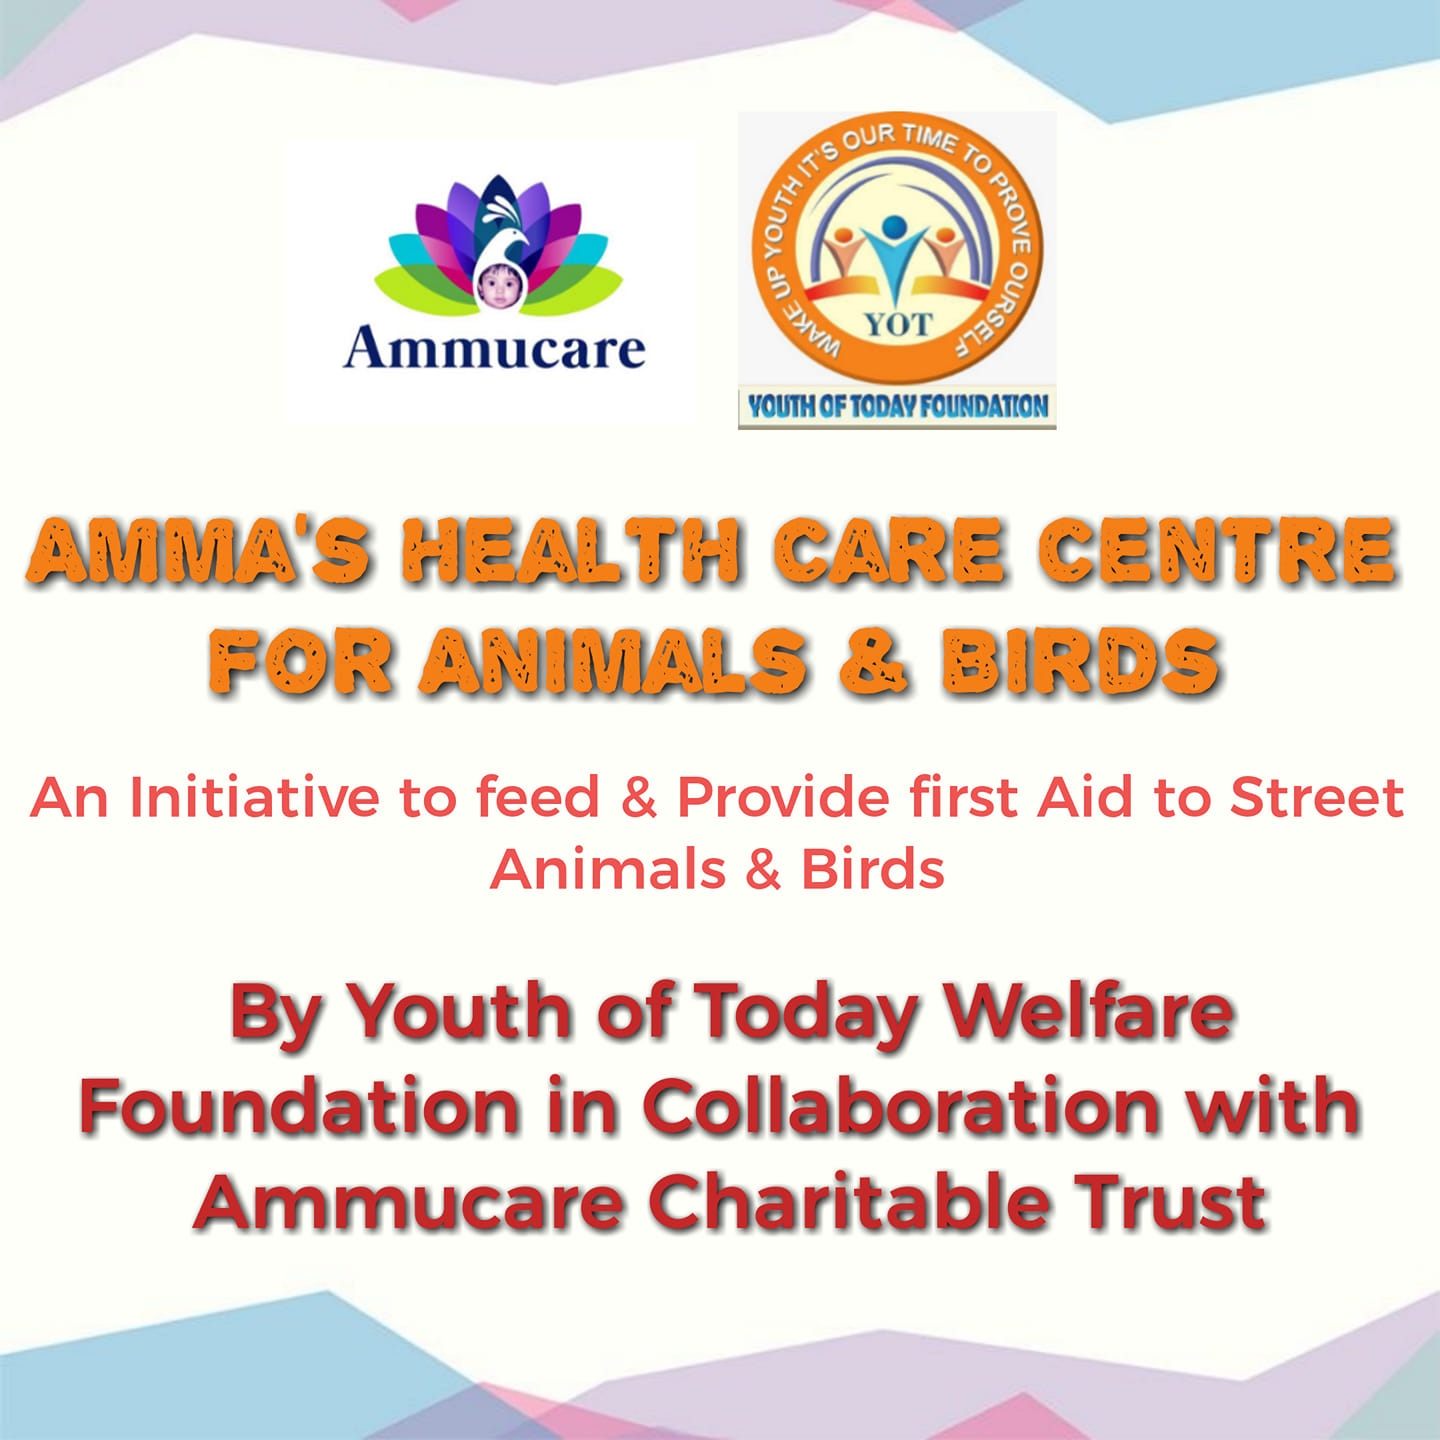 Ammucare
WAKE UP YOUTH IT'S OUR TIME TO PROVE OURSELF
YOT
YOUTH OF TODAY FOUNDATION
AMMA'S HEALTH CARE CENTRE
FOR ANIMALS & BIRDS
An Initiative to feed & Provide first Aid to Street
Animals & Birds
By Youth of Today Welfare
Foundation in Collaboration with
Ammucare Charitable Trust